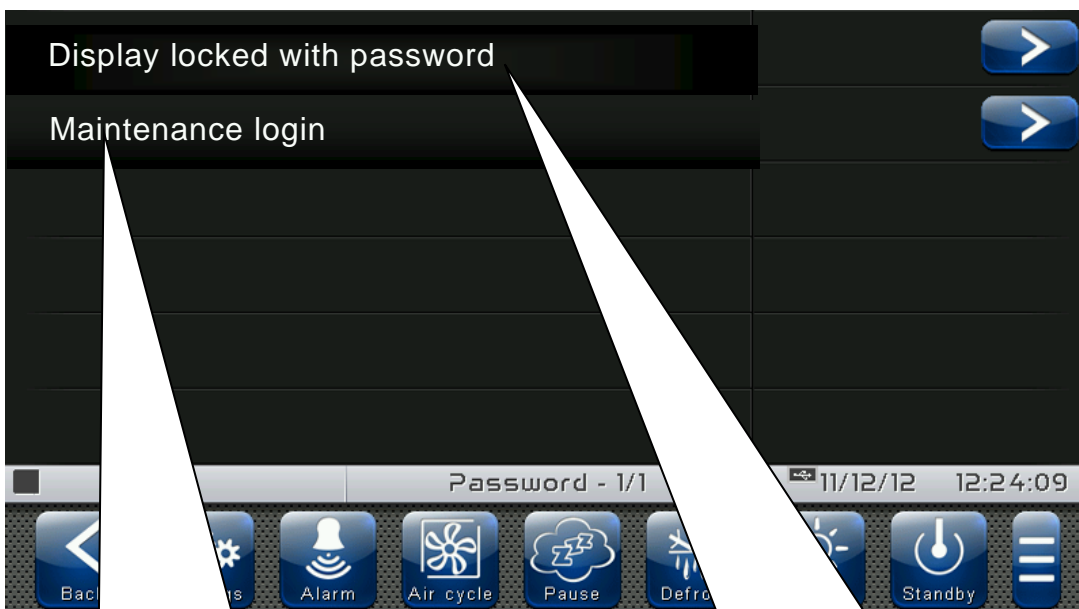 Display locked with password
Maintenance login
Password - 1/1 11/12/12 12:24:09
Alarm Air cycle Pause Standby